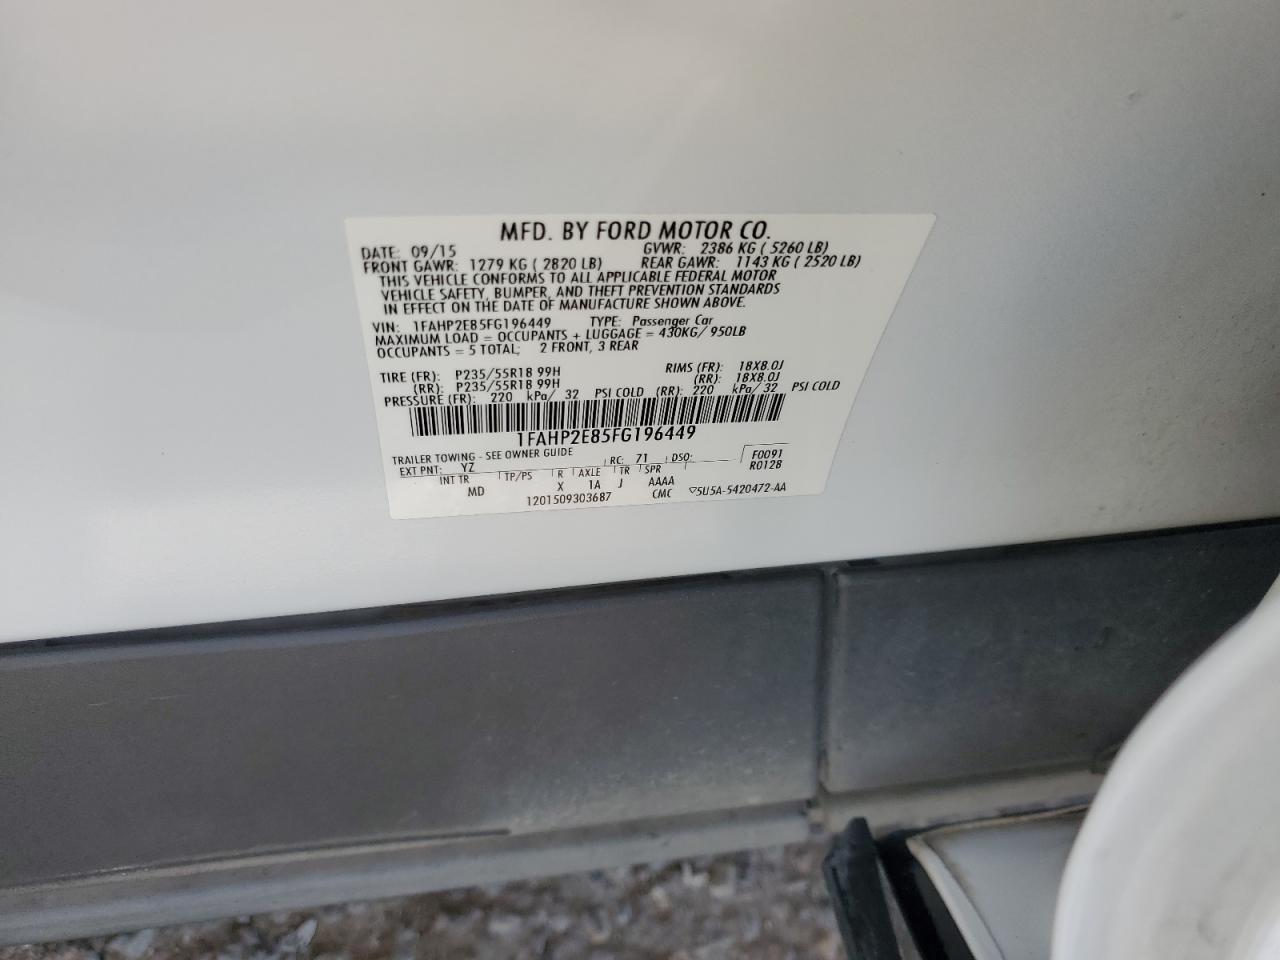 MFD. BY FORD MOTOR CO.
DATE: 09/15 GVWR: 2386 KG ( 5260 LB)
FRONT GAWR: 1279 KG ( 2820 LB) REAR GAWR: 1143 KG ( 2520 LB)
THIS VEHICLE CONFORMS TO ALL APPLICABLE FEDERAL MOTOR
VEHICLE SAFETY, BUMPER, AND THEFT PREVENTION STANDARDS
IN EFFECT ON THE DATE OF MANUFACTURE SHOWN ABOVE.
VIN: 1FAHP2E85FG196449 TYPE: Passenger Car
MAXIMUM LOAD = OCCUPANTS + LUGGAGE = 430KG/ 950LB
OCCUPANTS = 5 TOTAL; 2 FRONT, 3 REAR
TIRE (FR): P235/55R18 99H RIMS (FR): 18X8.0J
(RR): P235/55R18 99H (RR): 18X8.0J
PRESSURE (FR): 220 kPa/ 32 PSI COLD (RR): 220 kPa/ 32 PSI COLD
1FAHP2E85FG196449
TRAILER TOWING - SEE OWNER GUIDE
EXT PNT: YZ RC: 71 DSO: F0091
INT TR TP/PS R AXLE TR SPR R0128
MD X 1A J AAAA
1201509303687 CMC 5U5A-5420472-AA